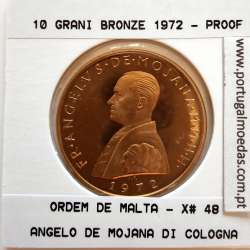 10 GRANI BRONZE 1972 - PROOF
FR·ANGELVS·DE·MOJANA
1972
ORDEM DE MALTA - X# 48
ANGELO DE MOJANA DI COLOGNA
www.portugalmoedas.com.pt